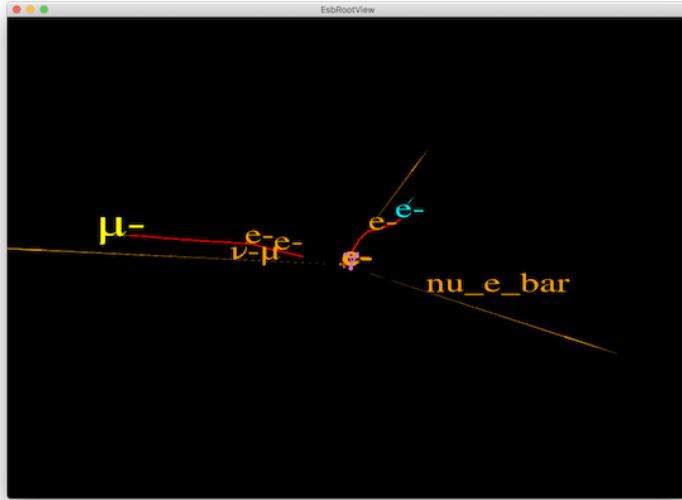 EsbRootView
e-
e-
μ-
e-
e-
ν-μ
e-
nu_e_bar